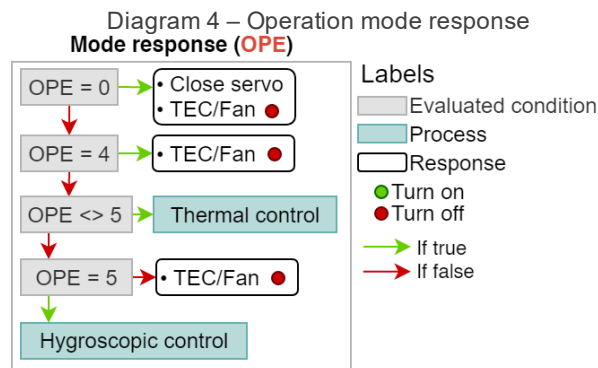 Diagram 4 – Operation mode response
Mode response (OPE)
OPE = 0
• Close servo
• TEC/Fan
OPE = 4
• TEC/Fan
OPE <> 5
Thermal control
OPE = 5
• TEC/Fan
Hygroscopic control
Labels
Evaluated condition
Process
Response
Turn on
Turn off
If true
If false